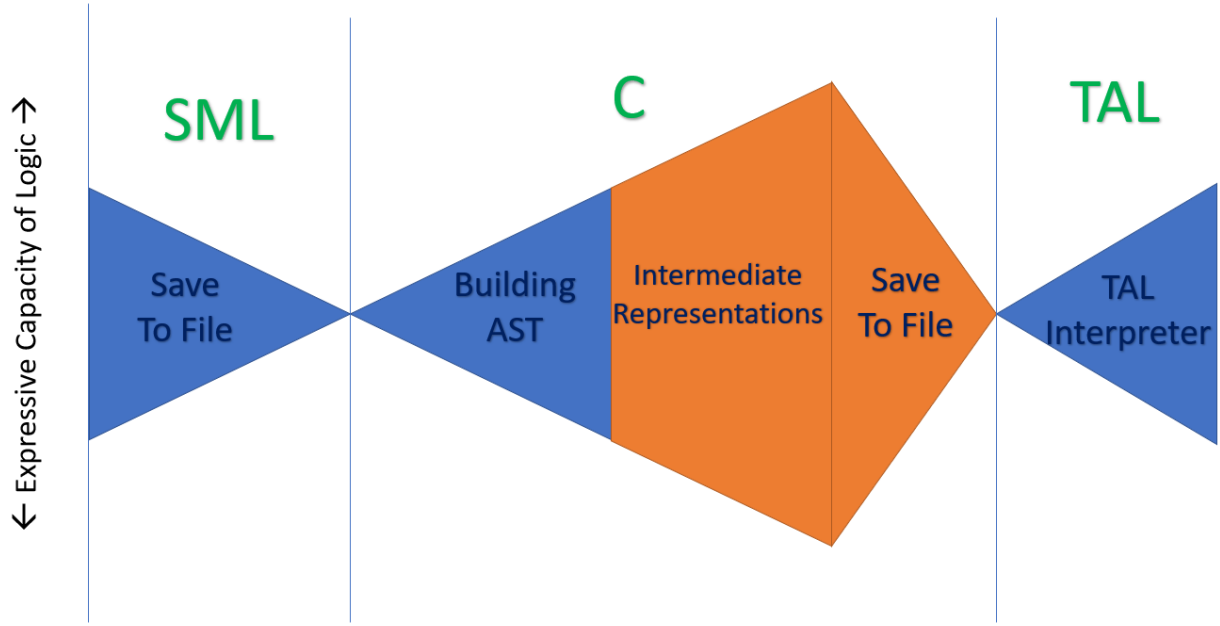 ← Expressive Capacity of Logic →
SML
C
TAL
Save
To File
Building
AST
Intermediate
Representations
Save
To File
TAL
Interpreter